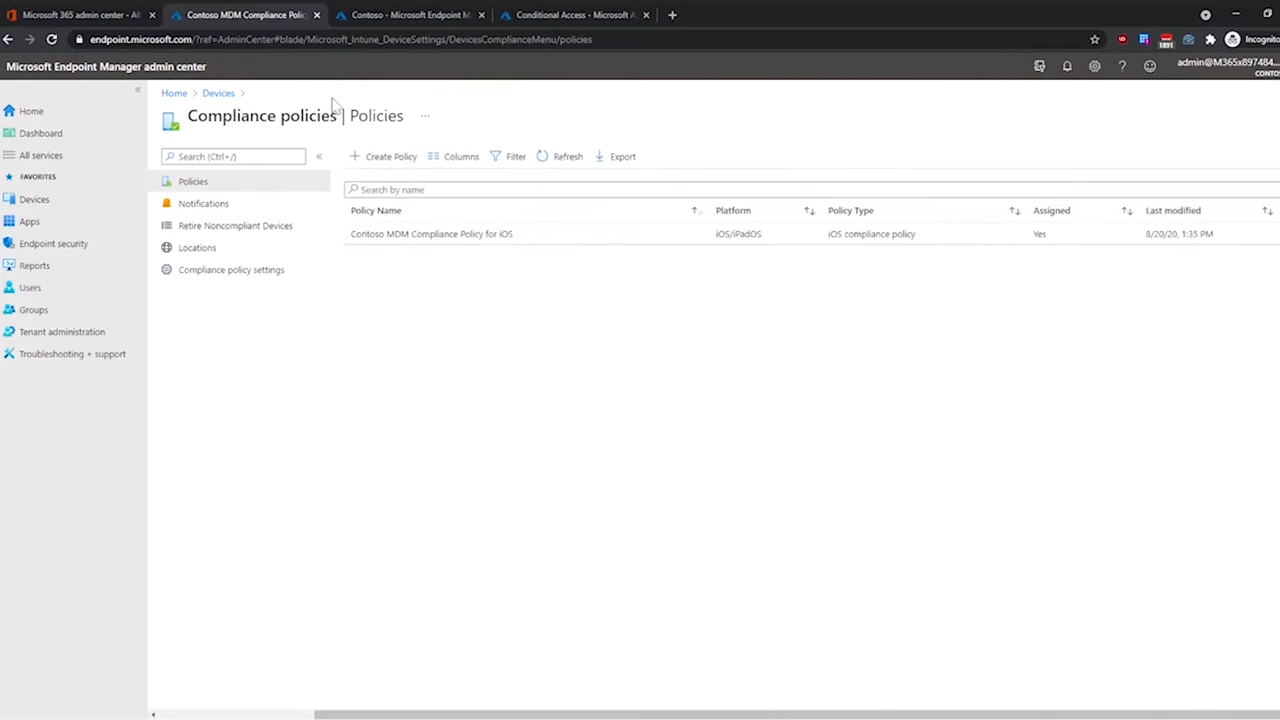 Microsoft 365 admin center - All
Contoso MDM Compliance Polic
Contoso - Microsoft Endpoint M
Conditional Access - Microsoft A
endpoint.microsoft.com/?ref=AdminCenter#blade/Microsoft_Intune_DeviceSettings/DevicesComplianceMenu/policies
1891
Incognito
Microsoft Endpoint Manager admin center
admin@M365x897484...
CONTOS
Home
Dashboard
All services
FAVORITES
Devices
Apps
Endpoint security
Reports
Users
Groups
Tenant administration
Troubleshooting + support
Home > Devices >
Compliance policies | Policies ...
Search (Ctrl+/)
Policies
Notifications
Retire Noncompliant Devices
Locations
Compliance policy settings
Create Policy Columns Filter Refresh Export
Search by name
Policy Name Platform Policy Type Assigned Last modified
Contoso MDM Compliance Policy for iOS iOS/iPadOS iOS compliance policy Yes 8/20/20, 1:35 PM